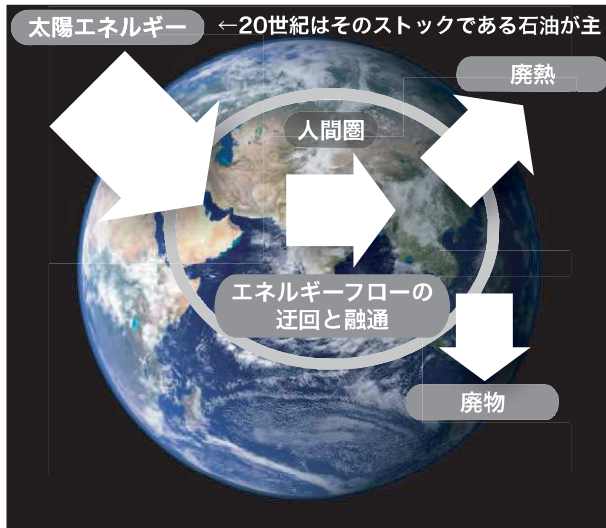 太陽エネルギー ←20世紀はそのストックである石油が主
廃熱
人間圏
エネルギーフローの
迂回と融通
廃物